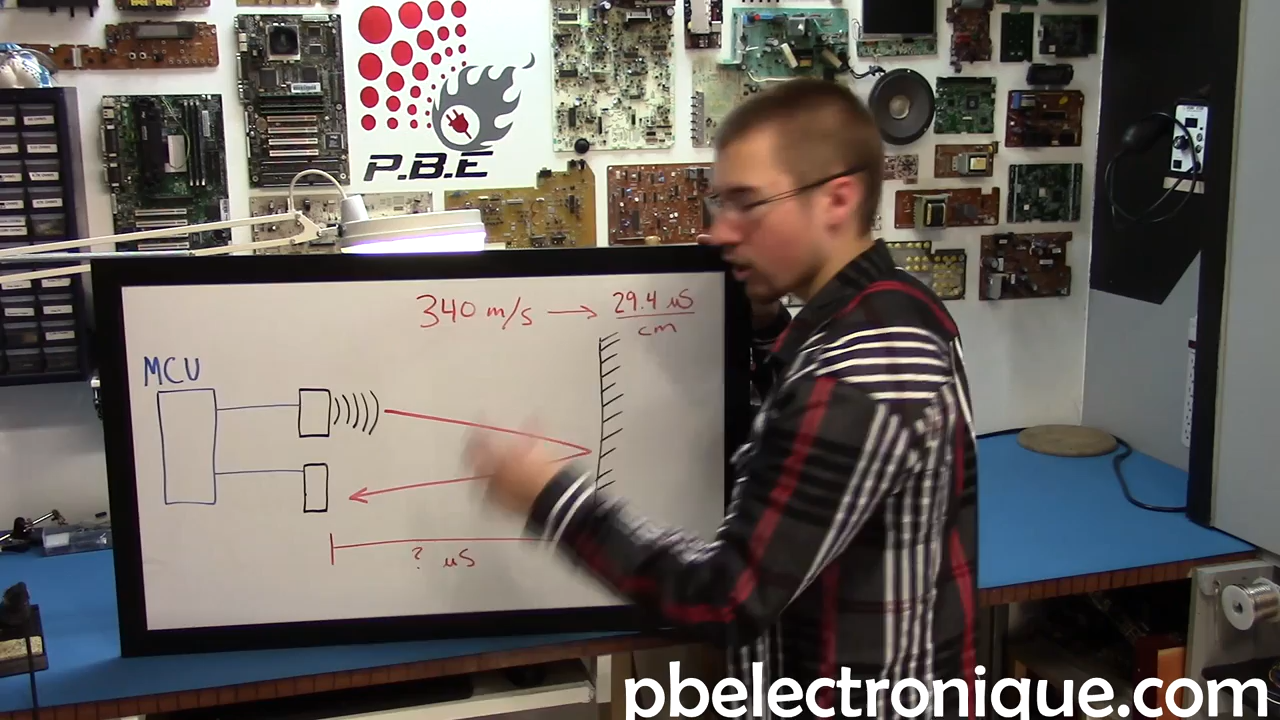 P.B.E
340 m/s → 29.4 uS
cm
MCU
? uS
pbelectronique.com